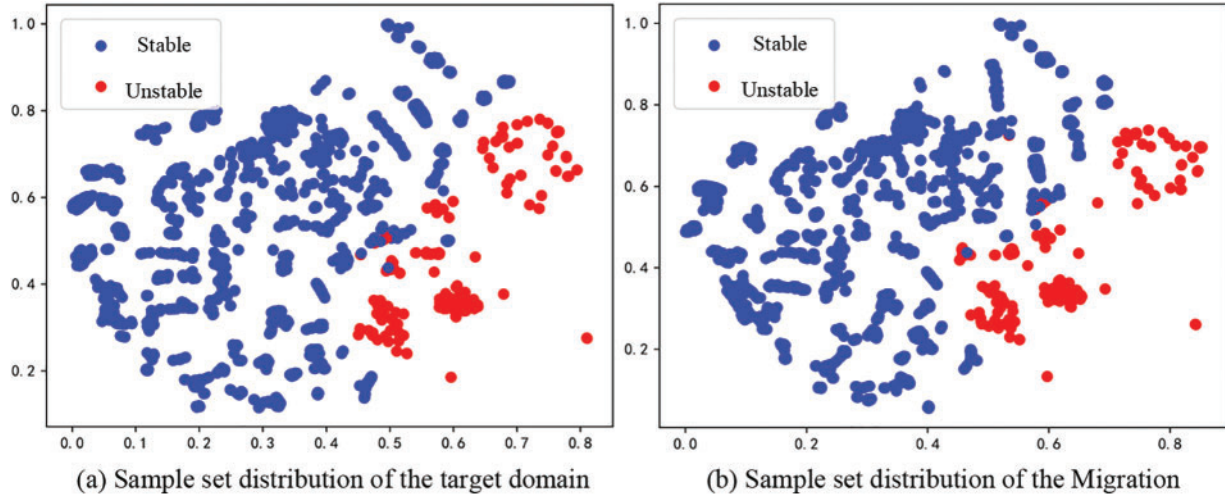 1.0
0.8
0.6
0.4
0.2
Stable
Unstable
0.0 0.1 0.2 0.3 0.4 0.5 0.6 0.7 0.8
(a) Sample set distribution of the target domain
1.0
0.8
0.6
0.4
0.2
Stable
Unstable
0.0 0.2 0.4 0.6 0.8
(b) Sample set distribution of the Migration